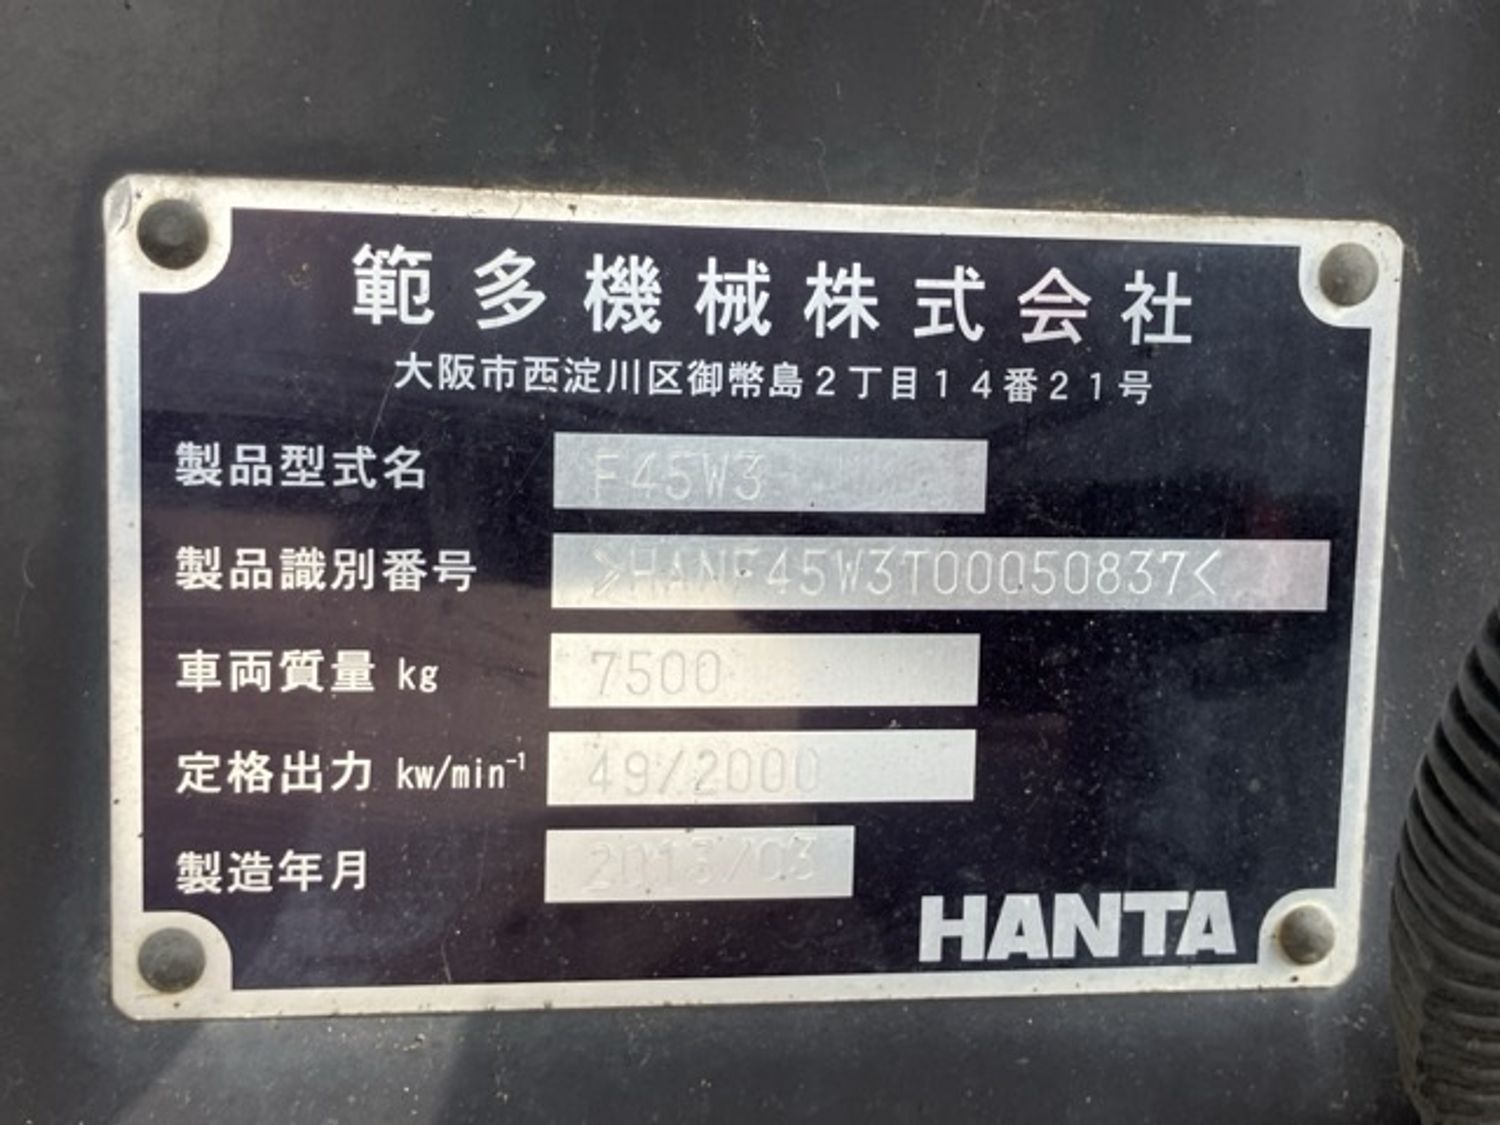 範多機械株式会社
大阪市西淀川区御幣島2丁目14番21号
製品型式名 F45W3
製品識別番号 >HANF45W3T00050837<
車両質量 kg 7500
定格出力 kw/min⁻¹ 49/2000
製造年月 2013/03
HANTA